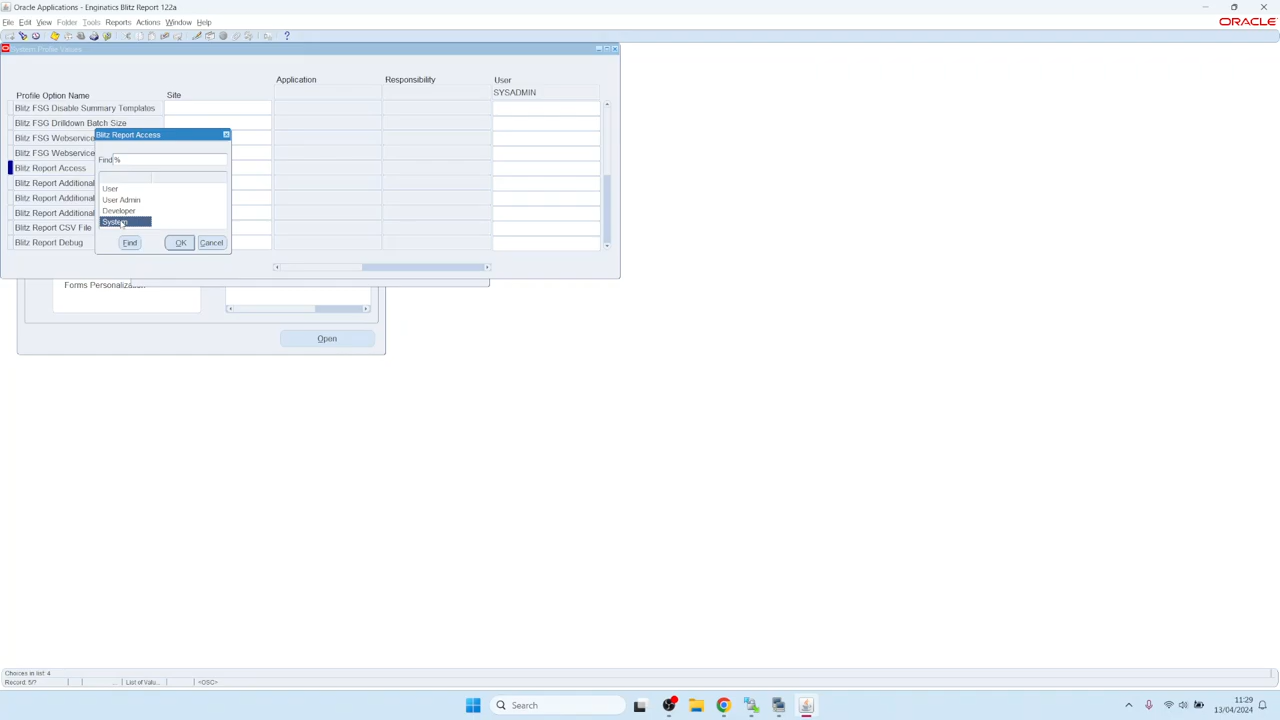 Oracle Applications - Enginatics Blitz Report 122a
File Edit View Folder Tools Reports Actions Window Help
ORACLE
System Profile Values
Application Responsibility User
Profile Option Name Site SYSADMIN
Blitz FSG Disable Summary Templates
Blitz FSG Drilldown Batch Size
Blitz FSG Webservice
Blitz FSG Webservice
Blitz Report Access
Blitz Report Additional
Blitz Report Additional
Blitz Report Additional
Blitz Report CSV File
Blitz Report Debug
Blitz Report Access
Find %
User
User Admin
Developer
System
Find OK Cancel
Forms Personalization
Open
Choices in list: 4
Record: 5/? ... List of Valu... <OSC>
Search
11:29
13/04/2024